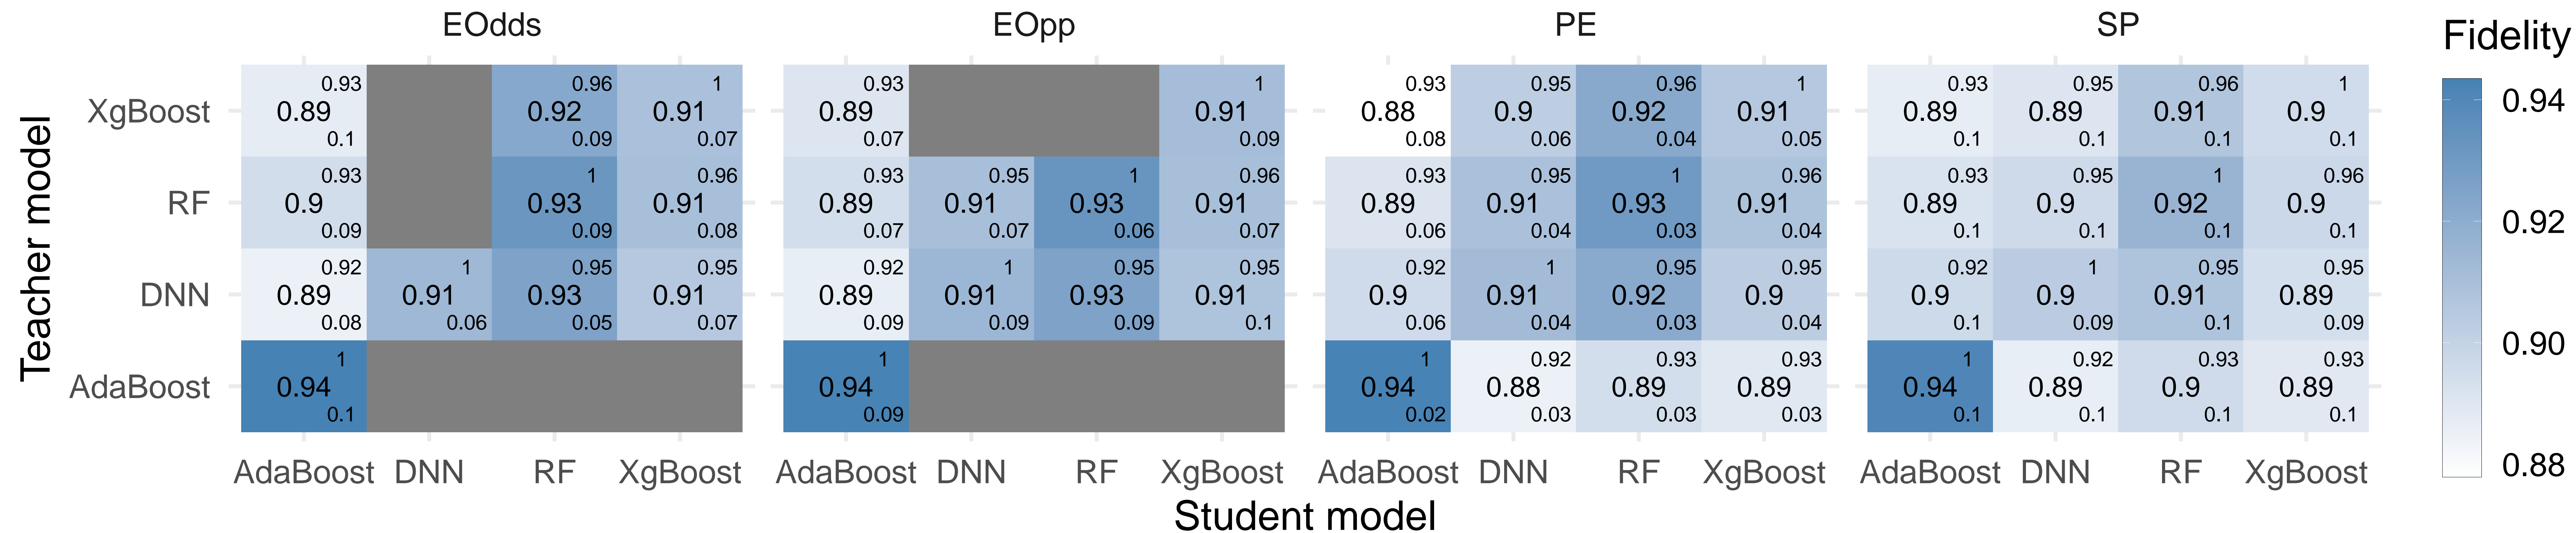 EOdds EOpp PE SP Fidelity
0.93 0.96 1 0.93 1 0.93 0.95 0.96 1 0.93 0.95 0.96 1
XgBoost 0.89 0.92 0.91 0.89 0.91 0.88 0.9 0.92 0.91 0.89 0.89 0.91 0.9 0.94
0.1 0.09 0.07 0.07 0.09 0.08 0.06 0.04 0.05 0.1 0.1 0.1 0.1
0.93 1 0.96 0.93 0.95 1 0.96 0.93 0.95 1 0.96 0.93 0.95 1 0.96
RF 0.9 0.93 0.91 0.89 0.91 0.93 0.91 0.89 0.91 0.93 0.91 0.89 0.9 0.92 0.9 0.92
0.09 0.09 0.08 0.07 0.07 0.06 0.07 0.06 0.04 0.03 0.04 0.1 0.1 0.1 0.1
Teacher model
0.92 1 0.95 0.95 0.92 1 0.95 0.95 0.92 1 0.95 0.95 0.92 1 0.95 0.95
DNN 0.89 0.91 0.93 0.91 0.89 0.91 0.93 0.91 0.9 0.91 0.92 0.9 0.9 0.9 0.91 0.89
0.08 0.06 0.05 0.07 0.09 0.09 0.09 0.1 0.06 0.04 0.03 0.04 0.1 0.09 0.1 0.09
1 1 1 0.92 0.93 0.93 1 0.92 0.93 0.93 0.90
AdaBoost 0.94 0.94 0.94 0.88 0.89 0.89 0.94 0.89 0.9 0.89
0.1 0.09 0.02 0.03 0.03 0.03 0.1 0.1 0.1 0.1
AdaBoost DNN RF XgBoost AdaBoost DNN RF XgBoost AdaBoost DNN RF XgBoost AdaBoost DNN RF XgBoost 0.88
Student model